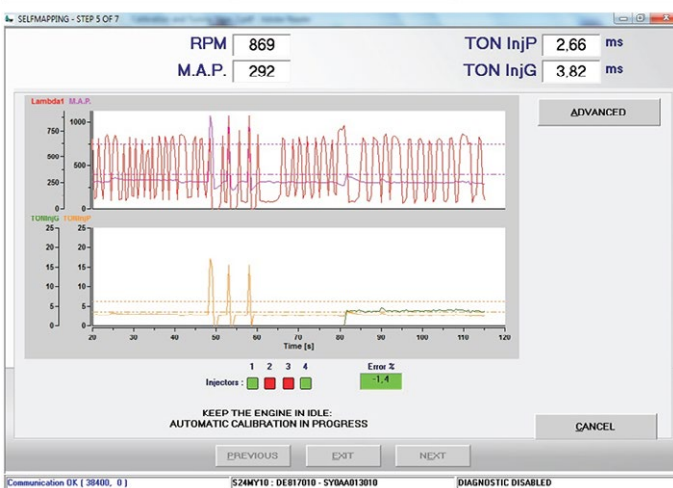 SELFMAPPING - STEP 5 OF 7
RPM 869 TON InjP 2,66 ms
M.A.P. 292 TON InjG 3,82 ms
ADVANCED
Lambda1 M.A.P.
750- 1000-
500- 500-
250-
0- 0-
TONInjG TONInjP
25- 25-
20- 20-
15- 15-
10- 10-
5- 5-
0- 0-
20 30 40 50 60 70 80 90 100 110 120
Time [s]
1 2 3 4 Error %
Injectors : -1,4
KEEP THE ENGINE IN IDLE:
AUTOMATIC CALIBRATION IN PROGRESS
CANCEL
PREVIOUS EXIT NEXT
Communication OK ( 38400, 0 ) S24MY10 : DE817010 - SY0AA013010 DIAGNOSTIC DISABLED